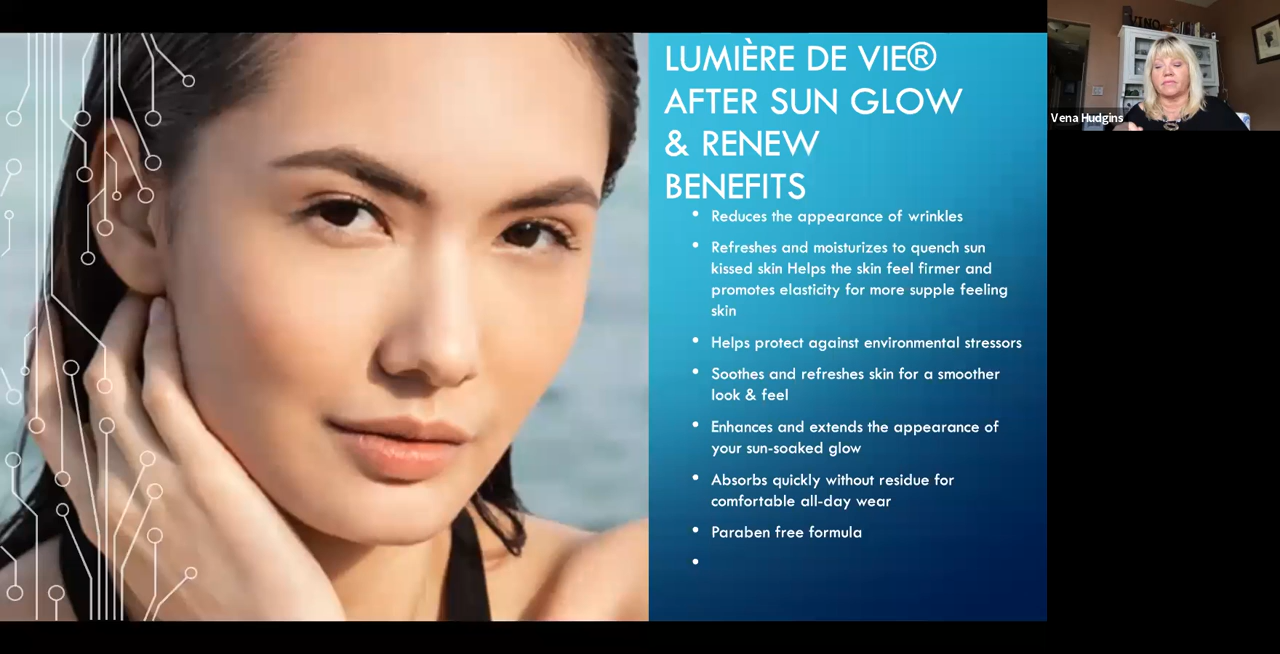 LUMIÈRE DE VIE®
AFTER SUN GLOW
& RENEW
BENEFITS
• Reduces the appearance of wrinkles
• Refreshes and moisturizes to quench sun
kissed skin Helps the skin feel firmer and
promotes elasticity for more supple feeling
skin
• Helps protect against environmental stressors
• Soothes and refreshes skin for a smoother
look & feel
• Enhances and extends the appearance of
your sun-soaked glow
• Absorbs quickly without residue for
comfortable all-day wear
• Paraben free formula
•
VINO
Vena Hudgins